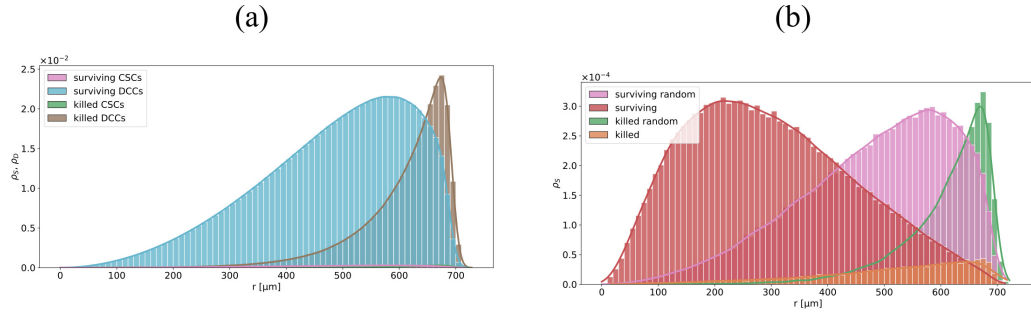 (a)
(b)
×10⁻²
2.5
2.0
1.5
1.0
0.5
0.0
ρS, ρD
surviving CSCs
surviving DCCs
killed CSCs
killed DCCs
0 100 200 300 400 500 600 700
r [μm]
×10⁻⁴
3.0
2.5
2.0
1.5
1.0
0.5
0.0
ρS
surviving random
surviving
killed random
killed
0 100 200 300 400 500 600 700
r [μm]